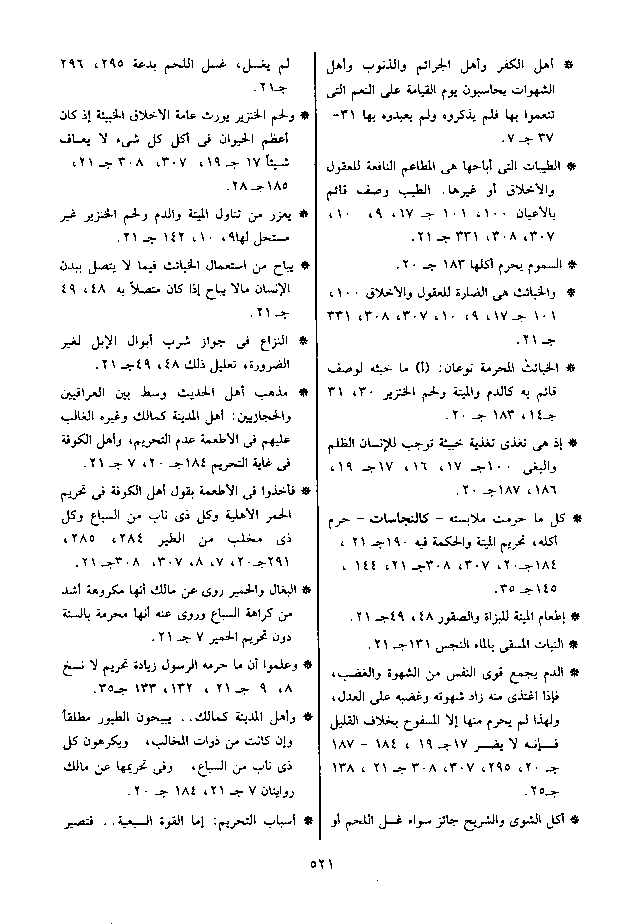 * أهل الكفر وأهل الجرائم والذنوب وأهل
الشهوات يحاسبون يوم القيامة على النعم التى
تنعموا بها فلم يذكروه ولم يعبدوه بها ٣١-
٣٧ جـ ٧.
* الطيبات التى أباحها هى المطاعم النافعة للعقول
والأخلاق أو غيرها. الطيب وصف قائم
بالأعيان ١٠٠، ١٠١ جـ ١٧، ٩، ١٠،
٣٠٧، ٣٠٨، ٣٣١ جـ ٢١.
* السموم يحرم أكلها ١٨٣ جـ ٢٠.
* والخبائث هى الضارة للعقول والأخلاق ١٠٠،
١٠١ جـ ١٧، ٩، ١٠، ٣٠٧، ٣٠٨، ٣٣١
جـ ٢١.
* الخبائث المحرمة نوعان: (أ) ما خبثه لوصف
قائم به كالدم والميتة ولحم الخنزير ٣٠، ٣١
جـ١٤، ١٨٣ جـ ٢٠.
* إذ هى تغذى تغذية خبيثة توجب للإنسان الظلم
والبغى ١٠٠جـ ١٧، ١٦، ١٧جـ ١٩،
١٨٦، ١٨٧جـ ٢٠.
* كل ما حرمت ملابسته - كالنجاسات - حرم
أكله، تحريم الميتة والحكمة فيه ١٩٠جـ ٢١ ،
١٨٤جـ ٢٠، ٣٠٧، ٣٠٨جـ ٢١، ١٤٤ ،
١٤٥ جـ ٣٥.
* إطعام الميتة للبزاة والصقور ٤٨، ٤٩جـ ٢١.
* النبات المسقى بالماء النجس ١٣١جـ ٢١.
* الدم يجمع قوى النفس من الشهوة والغضب،
فإذا اغتذى منه زاد شهوته وغضبه على العدل،
ولهذا لم يحرم منها إلا المسفوح بخلاف القليل
فإنه لا يضر ١٧جـ ١٩ ، ١٨٤ - ١٨٧
جـ ٢٠، ٢٩٥، ٣٠٧، ٣٠٨ جـ ٢١ ، ١٣٨
جـ٢٥.
* أكل الشوى والشريح جائز سواء غسل اللحم أو
لم يغسل، غسل اللحم بدعة ٢٩٥، ٢٩٦
جـ٢١.
* ولحم الخنزير يورث عامة الأخلاق الخبيثة إذ كان
أعظم الحيوان فى أكل كل شىء لا يعاف
شيئاً ١٧ جـ ١٩، ٣٠٧، ٣٠٨ جـ ٢١،
١٨٥جـ ٢٨.
* يعزر من تناول الميتة والدم ولحم الخنزير غير
مستحل لها٩، ١٠، ١٤٢ جـ ٢١.
* يباح من استعمال الخبائث فيما لا يتصل ببدن
الإنسان مالا يباح إذا كان متصلاً به ٤٨، ٤٩
جـ ٢١.
* النزاع فى جواز شرب أبوال الإبل لغير
الضرورة، تعليل ذلك ٤٨، ٤٩جـ ٢١.
* مذهب أهل الحديث وسط بين العراقيين
والحجازيين: أهل المدينة كمالك وغيره الغالب
عليهم فى الأطعمة عدم التحريم، وأهل الكوفة
فى غاية التحريم ١٨٤جـ ٢٠، ٧ جـ ٢١.
* فأخذوا فى الأطعمة بقول أهل الكوفة فى تحريم
الحمر الأهلية وكل ذى ناب من السباع وكل
ذى مخلب من الطير ٢٨٤، ٢٨٥،
٢٩١جـ٢٠، ٧، ٨، ٣٠٧، ٣٠٨جـ ٢١.
* البغال والحمير روى عن مالك أنها مكروهة أشد
من كراهة السباع وروى عنه أنها محرمة بالسنة
دون تحريم الحمير ٧ جـ ٢١.
* وعلموا أن ما حرمه الرسول زيادة تحريم لا نسخ
٨، ٩ جـ ٢١ ، ١٣٢، ١٣٣ جـ٣٥.
* وأهل المدينة كمالك.. يبيحون الطيور مطلقاً
وإن كانت من ذوات المخالب، ويكرهون كل
ذى ناب من السباع، وفى تحريمها عن مالك
روايتان ٧ جـ ٢١، ١٨٤ جـ ٢٠.
* أسباب التحريم: إما القوة السبعية.. فتصير
٥٢١